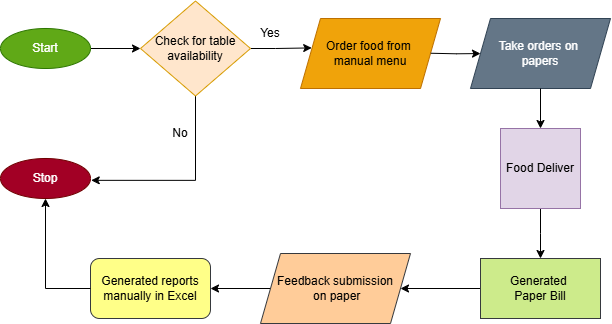 Start
Check for table
availability
Yes
Order food from
manual menu
Take orders on
papers
No
Food Deliver
Stop
Generated
Paper Bill
Feedback submission
on paper
Generated reports
manually in Excel